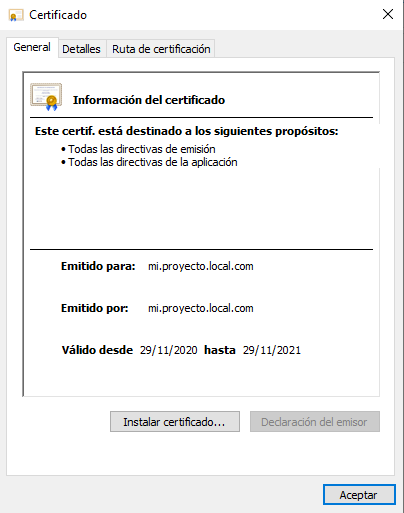 Certificado
General Detalles Ruta de certificación
Información del certificado
Este certif. está destinado a los siguientes propósitos:
• Todas las directivas de emisión
• Todas las directivas de la aplicación
Emitido para: mi.proyecto.local.com
Emitido por: mi.proyecto.local.com
Válido desde 29/11/2020 hasta 29/11/2021
Instalar certificado... Declaración del emisor
Aceptar